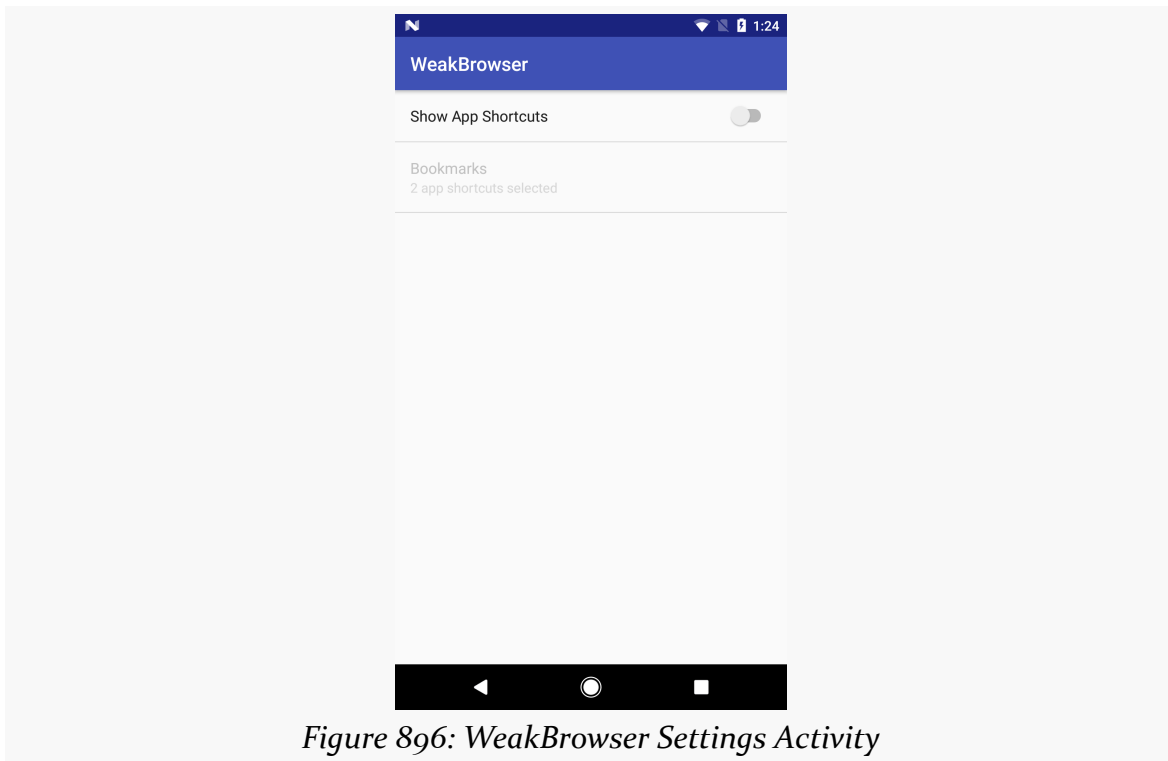 1:24
WeakBrowser
Show App Shortcuts
Bookmarks
2 app shortcuts selected
Figure 896: WeakBrowser Settings Activity